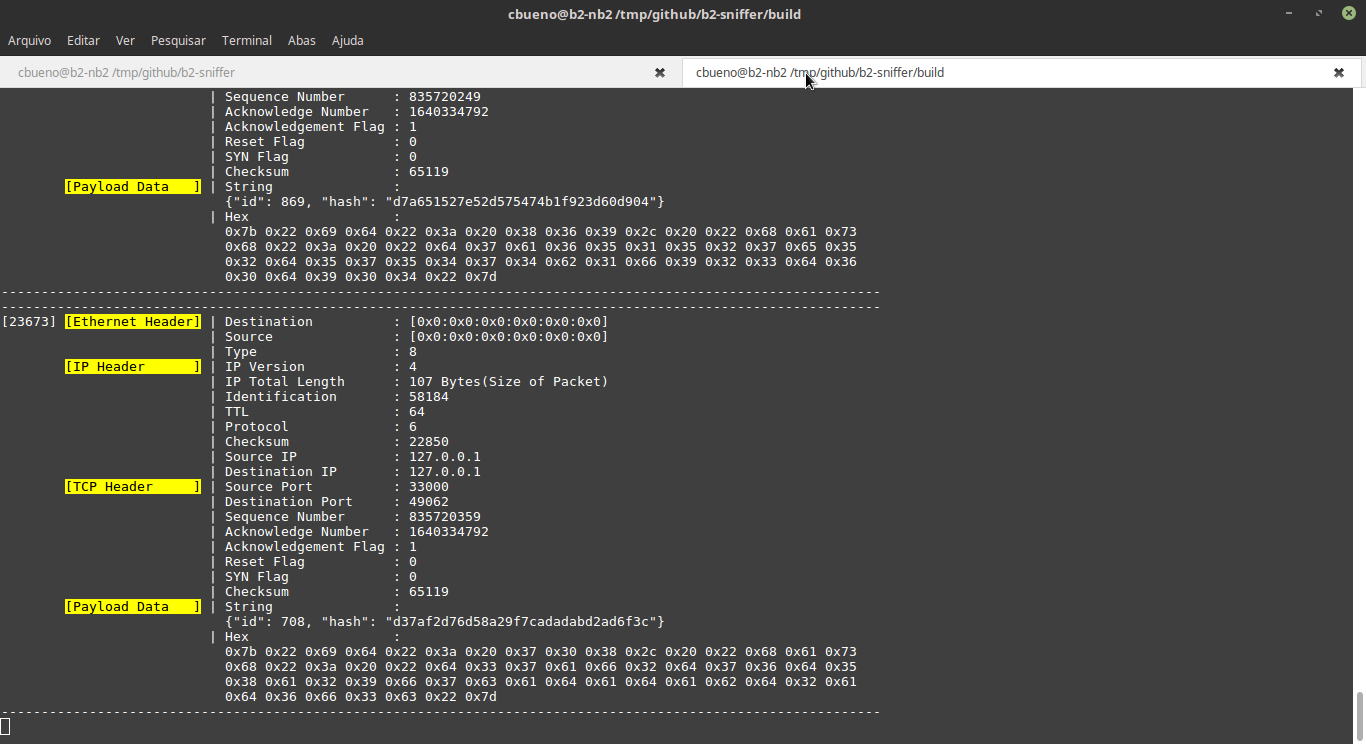 cbueno@b2-nb2 /tmp/github/b2-sniffer/build
Arquivo Editar Ver Pesquisar Terminal Abas Ajuda
cbueno@b2-nb2 /tmp/github/b2-sniffer ✖ cbueno@b2-nb2 /tmp/github/b2-sniffer/build ✖
| Sequence Number : 835720249
| Acknowledge Number : 1640334792
| Acknowledgement Flag : 1
| Reset Flag : 0
| SYN Flag : 0
| Checksum : 65119
[Payload Data ] | String :
{"id": 869, "hash": "d7a651527e52d575474b1f923d60d904"}
| Hex :
0x7b 0x22 0x69 0x64 0x22 0x3a 0x20 0x38 0x36 0x39 0x2c 0x20 0x22 0x68 0x61 0x73
0x68 0x22 0x3a 0x20 0x22 0x64 0x37 0x61 0x36 0x35 0x31 0x35 0x32 0x37 0x65 0x35
0x32 0x64 0x35 0x37 0x35 0x34 0x37 0x34 0x62 0x31 0x66 0x39 0x32 0x33 0x64 0x36
0x30 0x64 0x39 0x30 0x34 0x22 0x7d
--------------------------------------------------------------------------------------------------------------
--------------------------------------------------------------------------------------------------------------
[23673] [Ethernet Header] | Destination : [0x0:0x0:0x0:0x0:0x0:0x0]
| Source : [0x0:0x0:0x0:0x0:0x0:0x0]
| Type : 8
[IP Header ] | IP Version : 4
| IP Total Length : 107 Bytes(Size of Packet)
| Identification : 58184
| TTL : 64
| Protocol : 6
| Checksum : 22850
| Source IP : 127.0.0.1
| Destination IP : 127.0.0.1
[TCP Header ] | Source Port : 33000
| Destination Port : 49062
| Sequence Number : 835720359
| Acknowledge Number : 1640334792
| Acknowledgement Flag : 1
| Reset Flag : 0
| SYN Flag : 0
| Checksum : 65119
[Payload Data ] | String :
{"id": 708, "hash": "d37af2d76d58a29f7cadadabd2ad6f3c"}
| Hex :
0x7b 0x22 0x69 0x64 0x22 0x3a 0x20 0x37 0x30 0x38 0x2c 0x20 0x22 0x68 0x61 0x73
0x68 0x22 0x3a 0x20 0x22 0x64 0x33 0x37 0x61 0x66 0x32 0x64 0x37 0x36 0x64 0x35
0x38 0x61 0x32 0x39 0x66 0x37 0x63 0x61 0x64 0x61 0x64 0x61 0x62 0x64 0x32 0x61
0x64 0x36 0x66 0x33 0x63 0x22 0x7d
--------------------------------------------------------------------------------------------------------------